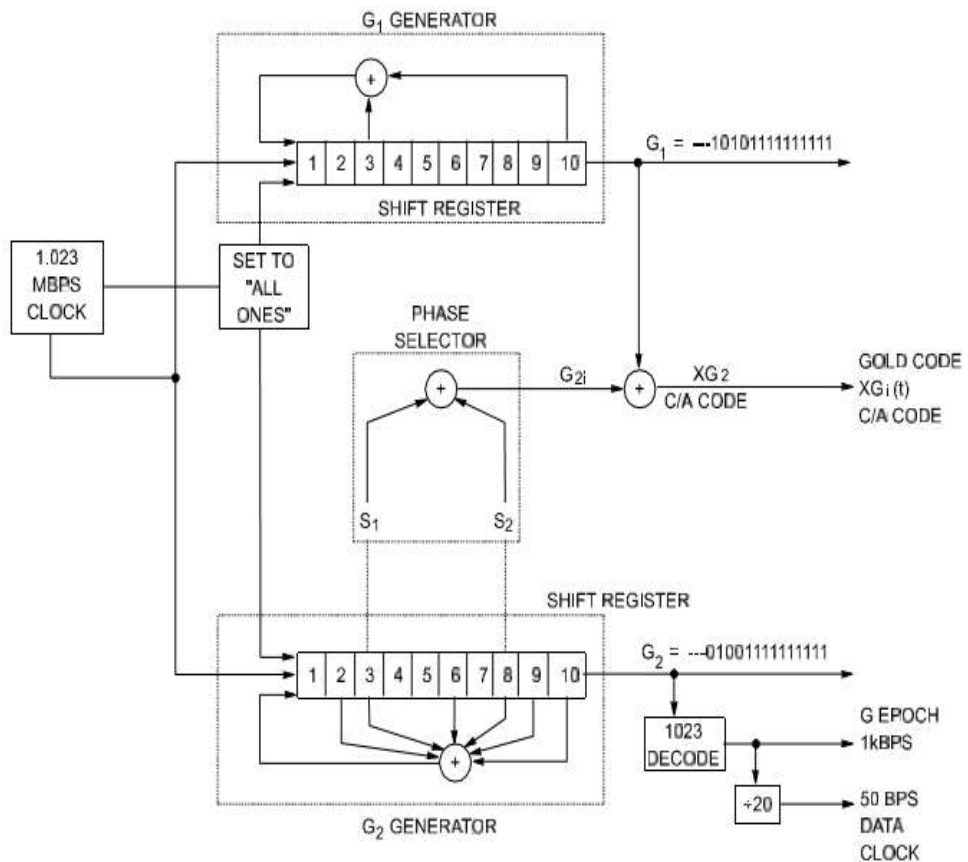 G1 GENERATOR
+
1 2 3 4 5 6 7 8 9 10
G1 = ---10101111111111
SHIFT REGISTER
1.023
MBPS
CLOCK
SET TO
"ALL
ONES"
PHASE
SELECTOR
+
G2i
+
XG2
C/A CODE
GOLD CODE
XGi (t)
C/A CODE
S1
S2
SHIFT REGISTER
1 2 3 4 5 6 7 8 9 10
G2 = ---01001111111111
+
1023
DECODE
G EPOCH
1kBPS
÷20
50 BPS
DATA
CLOCK
G2 GENERATOR